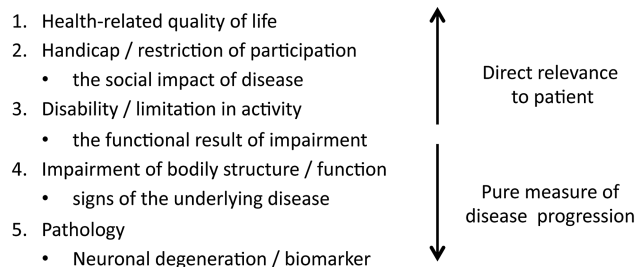 1. Health-related quality of life
2. Handicap / restriction of participation
• the social impact of disease
3. Disability / limitation in activity
• the functional result of impairment
4. Impairment of bodily structure / function
• signs of the underlying disease
5. Pathology
• Neuronal degeneration / biomarker
Direct relevance
to patient
Pure measure of
disease progression